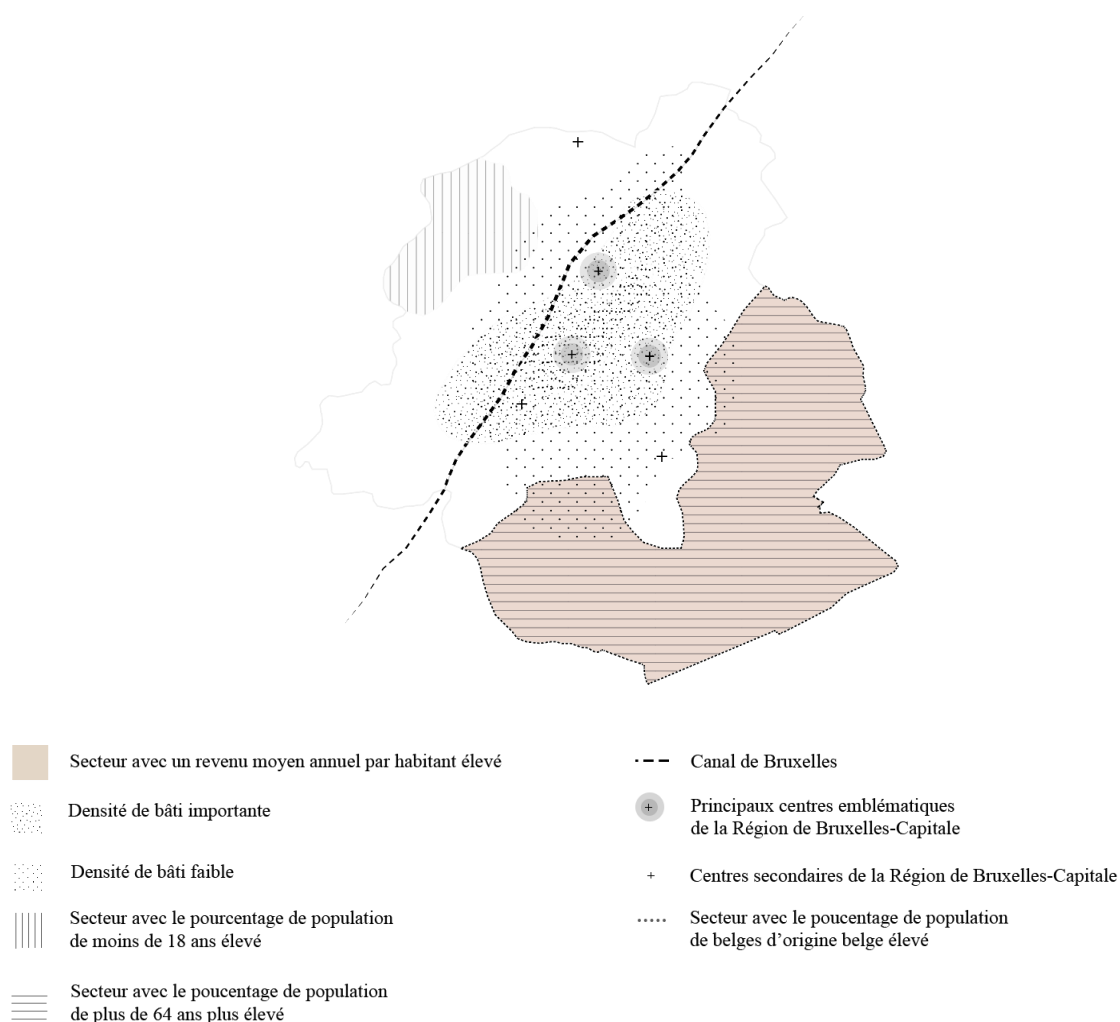 Secteur avec un revenu moyen annuel par habitant élevé
Densité de bâti importante
Densité de bâti faible
Secteur avec le pourcentage de population
de moins de 18 ans élevé
Secteur avec le poucentage de population
de plus de 64 ans plus élevé
Canal de Bruxelles
Principaux centres emblématiques
de la Région de Bruxelles-Capitale
Centres secondaires de la Région de Bruxelles-Capitale
Secteur avec le poucentage de population
de belges d'origine belge élevé